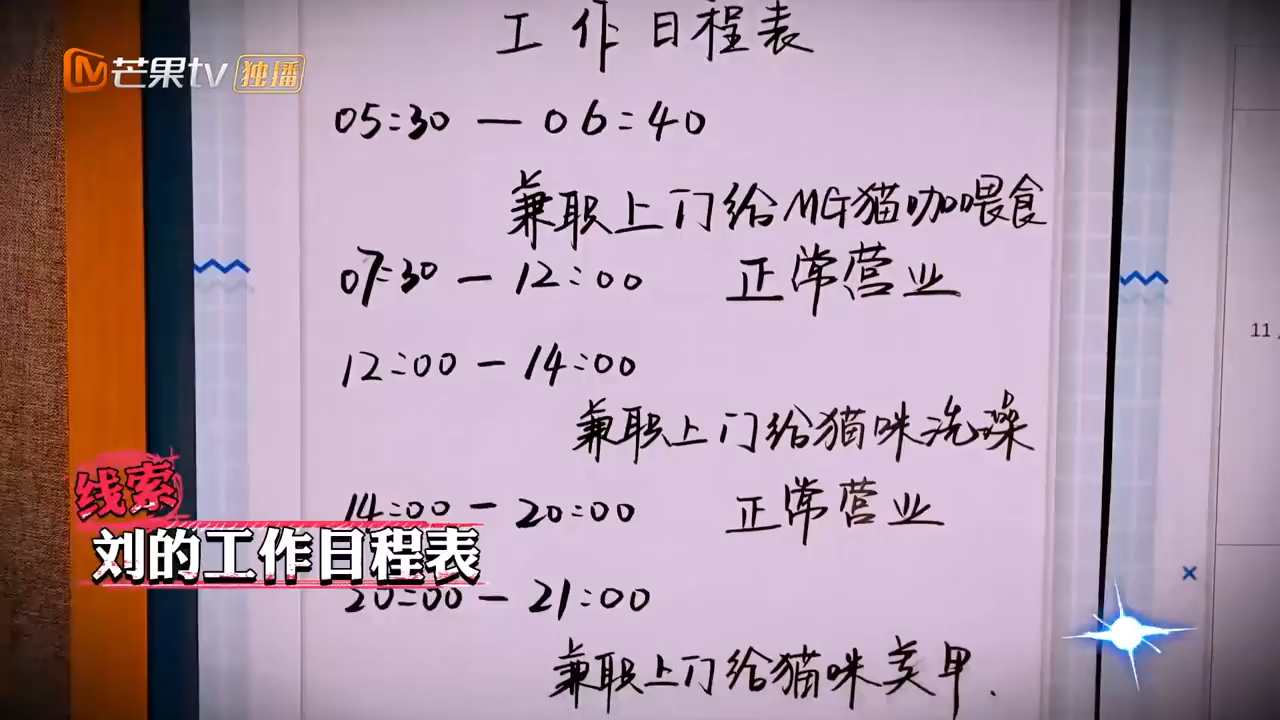 工作日程表
芒果tv 独播
05:30 — 06:40
兼职上门给MG猫咖喂食
07:30 — 12:00 正常营业
12:00 — 14:00
兼职上门给猫咪洗澡
14:00 — 20:00 正常营业
20:00 — 21:00
兼职上门给猫咪美甲.
线索
刘的工作日程表
11